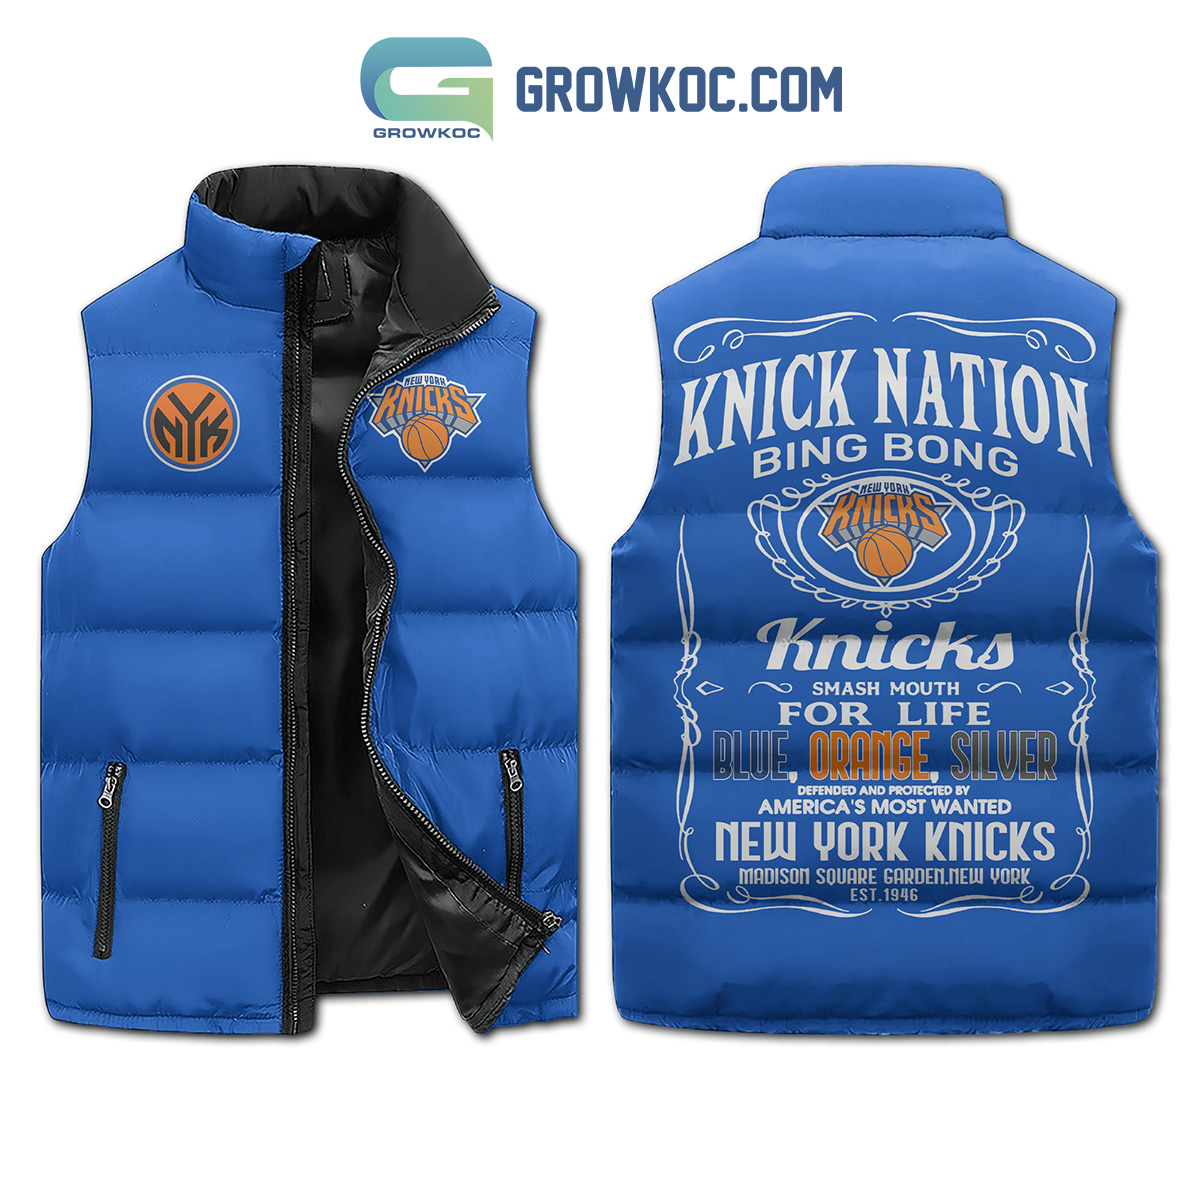 GROWKOC
GROWKOC.COM
NYK
NEW YORK
KNICKS
KNICK NATION
BING BONG
NEW YORK
KNICKS
Knicks
SMASH MOUTH
FOR LIFE
BLUE, ORANGE, SILVER
DEFENDED AND PROTECTED BY
AMERICA'S MOST WANTED
NEW YORK KNICKS
MADISON SQUARE GARDEN,NEW YORK
EST.1946